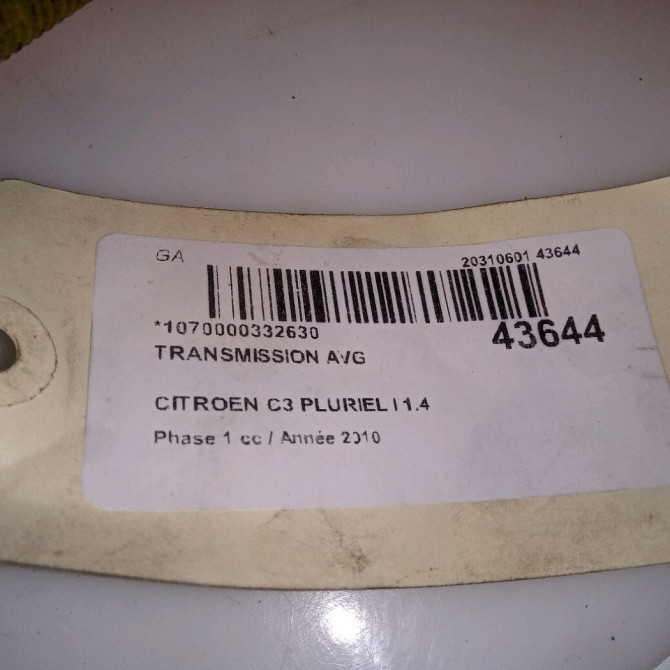 GA
20310601 43644
*1070000332630
43644
TRANSMISSION AVG
CITROEN C3 PLURIEL I 1.4
Phase 1 cc / Année 2010